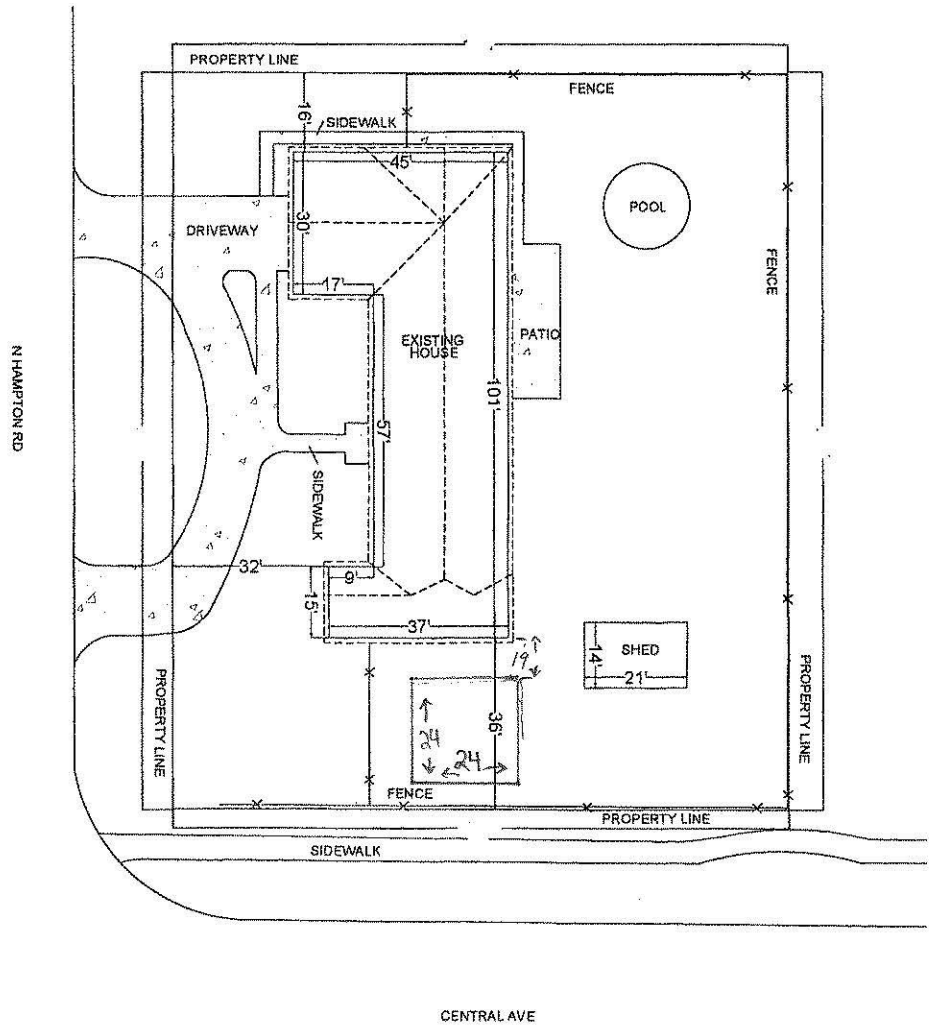 PROPERTY LINE
FENCE
16'
SIDEWALK
45'
POOL
30'
DRIVEWAY
FENCE
17'
PATIO
EXISTING
HOUSE
N HAMPTON RD
101'
57'
SIDEWALK
32'
9'
15'
37'
SHED
19'
14'
21'
PROPERTY LINE
PROPERTY LINE
36'
24
24
FENCE
PROPERTY LINE
SIDEWALK
CENTRAL AVE